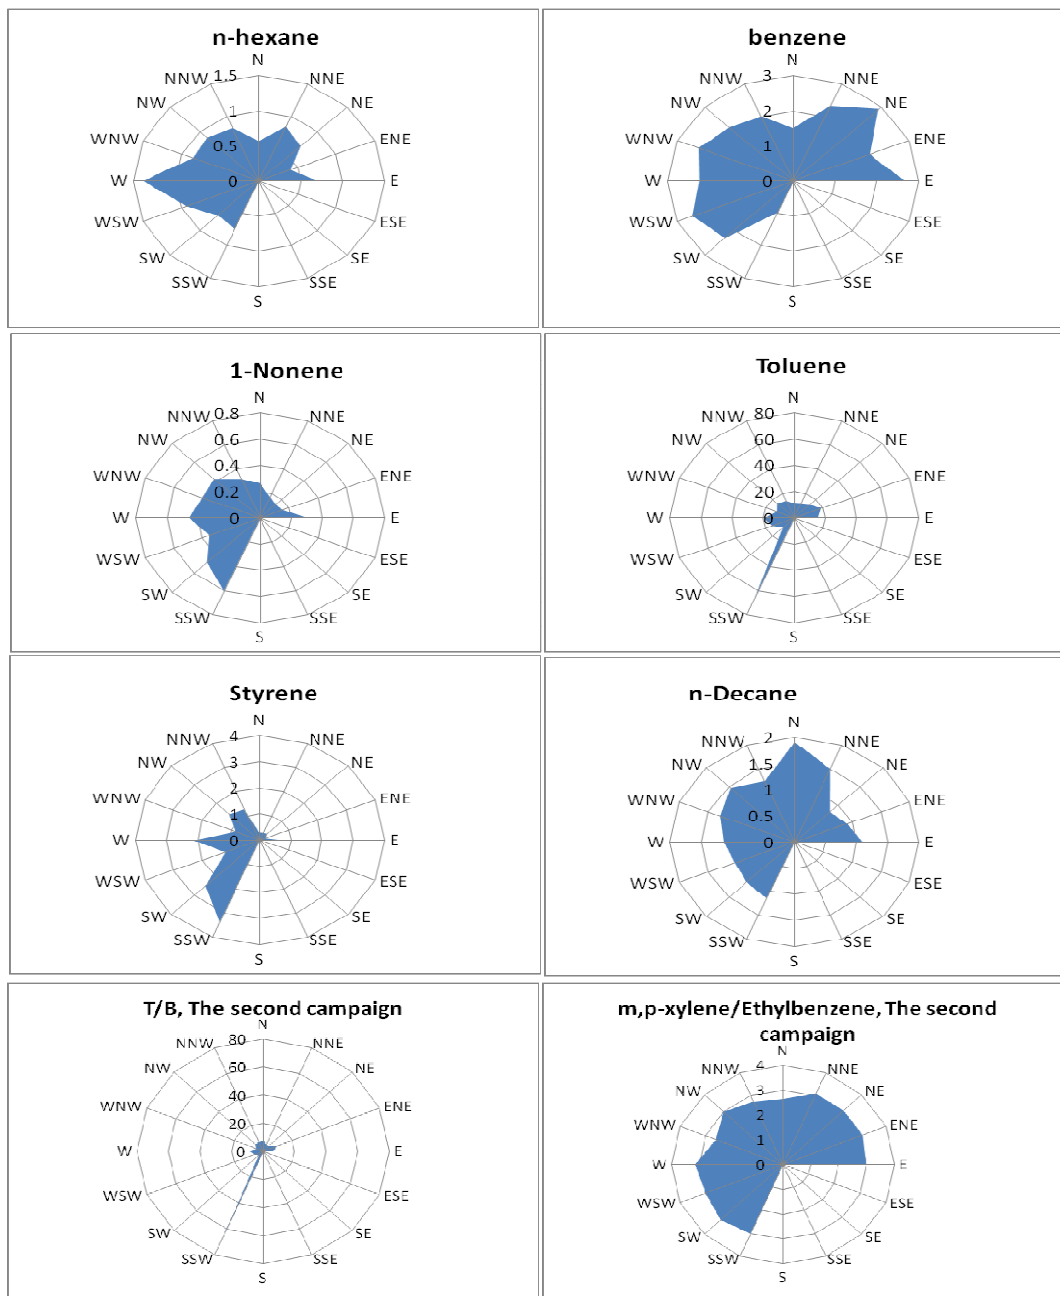 n-hexane
N
NNW 1.5 NNE
NW 1 NE
WNW 0.5 ENE
W 0 E
WSW ESE
SW SE
SSW SSE
S
benzene
N
NNW 3 NNE
NW 2 NE
WNW 1 ENE
W 0 E
WSW ESE
SW SE
SSW SSE
S
1-Nonene
N
NNW 0.8 NNE
0.6
NW NE
0.4
WNW 0.2 ENE
W 0 E
WSW ESE
SW SE
SSW SSE
S
Toluene
N
NNW 80 NNE
60
NW NE
40
WNW 20 ENE
W 0 E
WSW ESE
SW SE
SSW SSE
S
Styrene
N
NNW 4 NNE
3
NW NE
2
WNW 1 ENE
W 0 E
WSW ESE
SW SE
SSW SSE
S
n-Decane
N
NNW 2 NNE
1.5
NW NE
1
WNW 0.5 ENE
W 0 E
WSW ESE
SW SE
SSW SSE
S
T/B, The second campaign
N
NNW 80 NNE
60
NW NE
40
WNW 20 ENE
W 0 E
WSW ESE
SW SE
SSW SSE
S
m,p-xylene/Ethylbenzene, The second
campaign
N
NNW 4 NNE
3
NW NE
2
WNW 1 ENE
W 0 E
WSW ESE
SW SE
SSW SSE
S